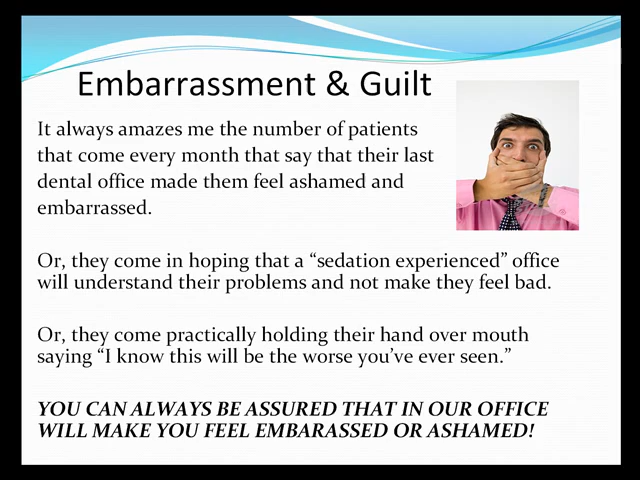 Embarrassment & Guilt
It always amazes me the number of patients
that come every month that say that their last
dental office made them feel ashamed and
embarrassed.
Or, they come in hoping that a “sedation experienced” office
will understand their problems and not make they feel bad.
Or, they come practically holding their hand over mouth
saying “I know this will be the worse you’ve ever seen.”
YOU CAN ALWAYS BE ASSURED THAT IN OUR OFFICE
WILL MAKE YOU FEEL EMBARASSED OR ASHAMED!